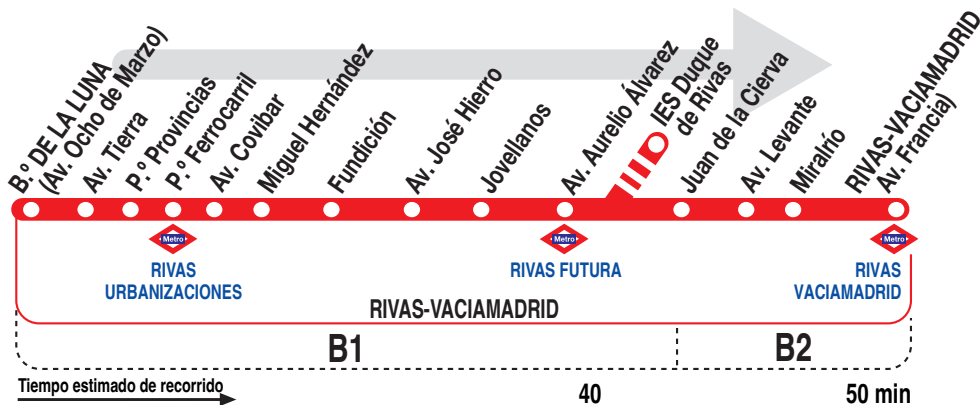 B.º DE LA LUNA
(Av. Ocho de Marzo)
Av. Tierra
P.º Provincias
P.º Ferrocarril
Av. Covibar
Miguel Hernández
Fundición
Av. José Hierro
Jovellanos
Av. Aurelio Álvarez
IES Duque
de Rivas
Juan de la Cierva
Av. Levante
Miralrío
RIVAS-VACIAMADRID
Av. Francia)
Metro
RIVAS
URBANIZACIONES
Metro
RIVAS FUTURA
Metro
RIVAS
VACIAMADRID
RIVAS-VACIAMADRID
B1
B2
Tiempo estimado de recorrido
40
50 min